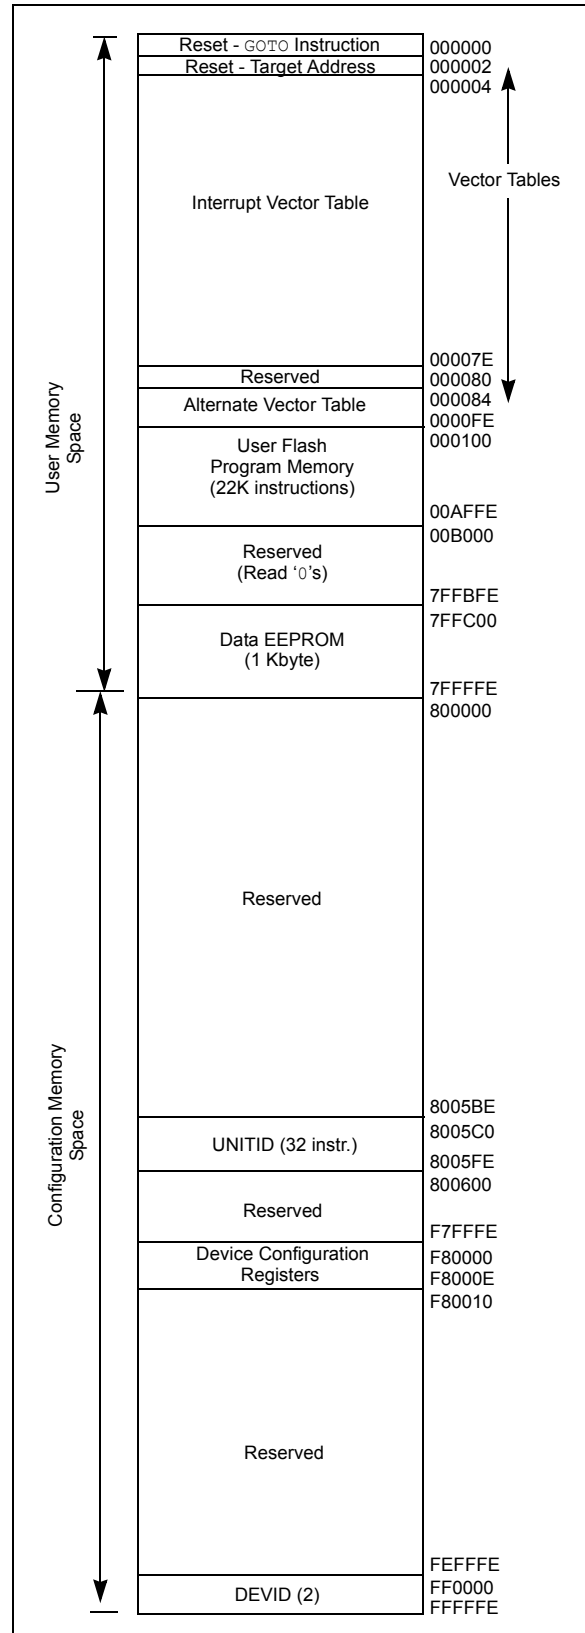 Reset - GOTO Instruction
000000
Reset - Target Address
000002
000004
Vector Tables
Interrupt Vector Table
00007E
Reserved
000080
Alternate Vector Table
000084
0000FE
User Flash
Program Memory
(22K instructions)
000100
00AFFE
00B000
Reserved
(Read ‘0’s)
7FFBFE
7FFC00
Data EEPROM
(1 Kbyte)
7FFFFE
User Memory
Space
800000
Reserved
8005BE
8005C0
UNITID (32 instr.)
8005FE
800600
Reserved
F7FFFE
Device Configuration
Registers
F80000
F8000E
F80010
Reserved
FEFFFE
DEVID (2)
FF0000
FFFFFE
Configuration Memory
Space